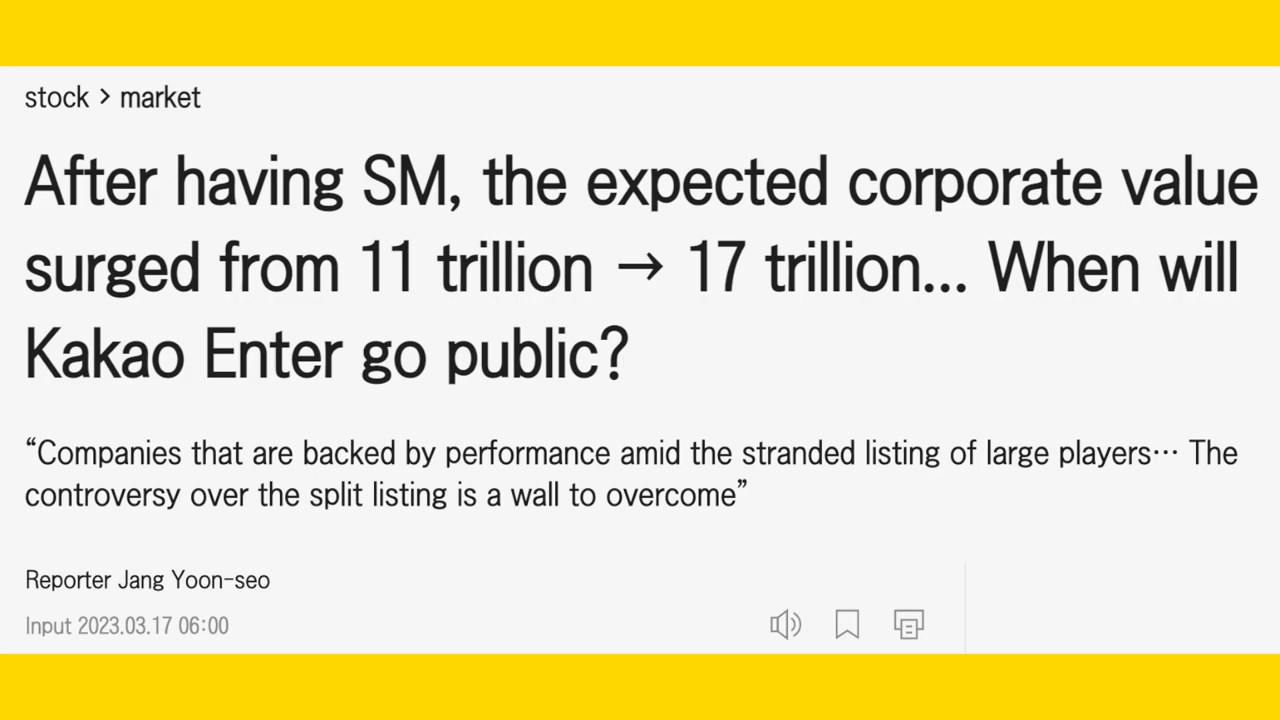 stock > market
After having SM, the expected corporate value
surged from 11 trillion → 17 trillion... When will
Kakao Enter go public?
“Companies that are backed by performance amid the stranded listing of large players⋯ The
controversy over the split listing is a wall to overcome”
Reporter Jang Yoon-seo
Input 2023.03.17 06:00